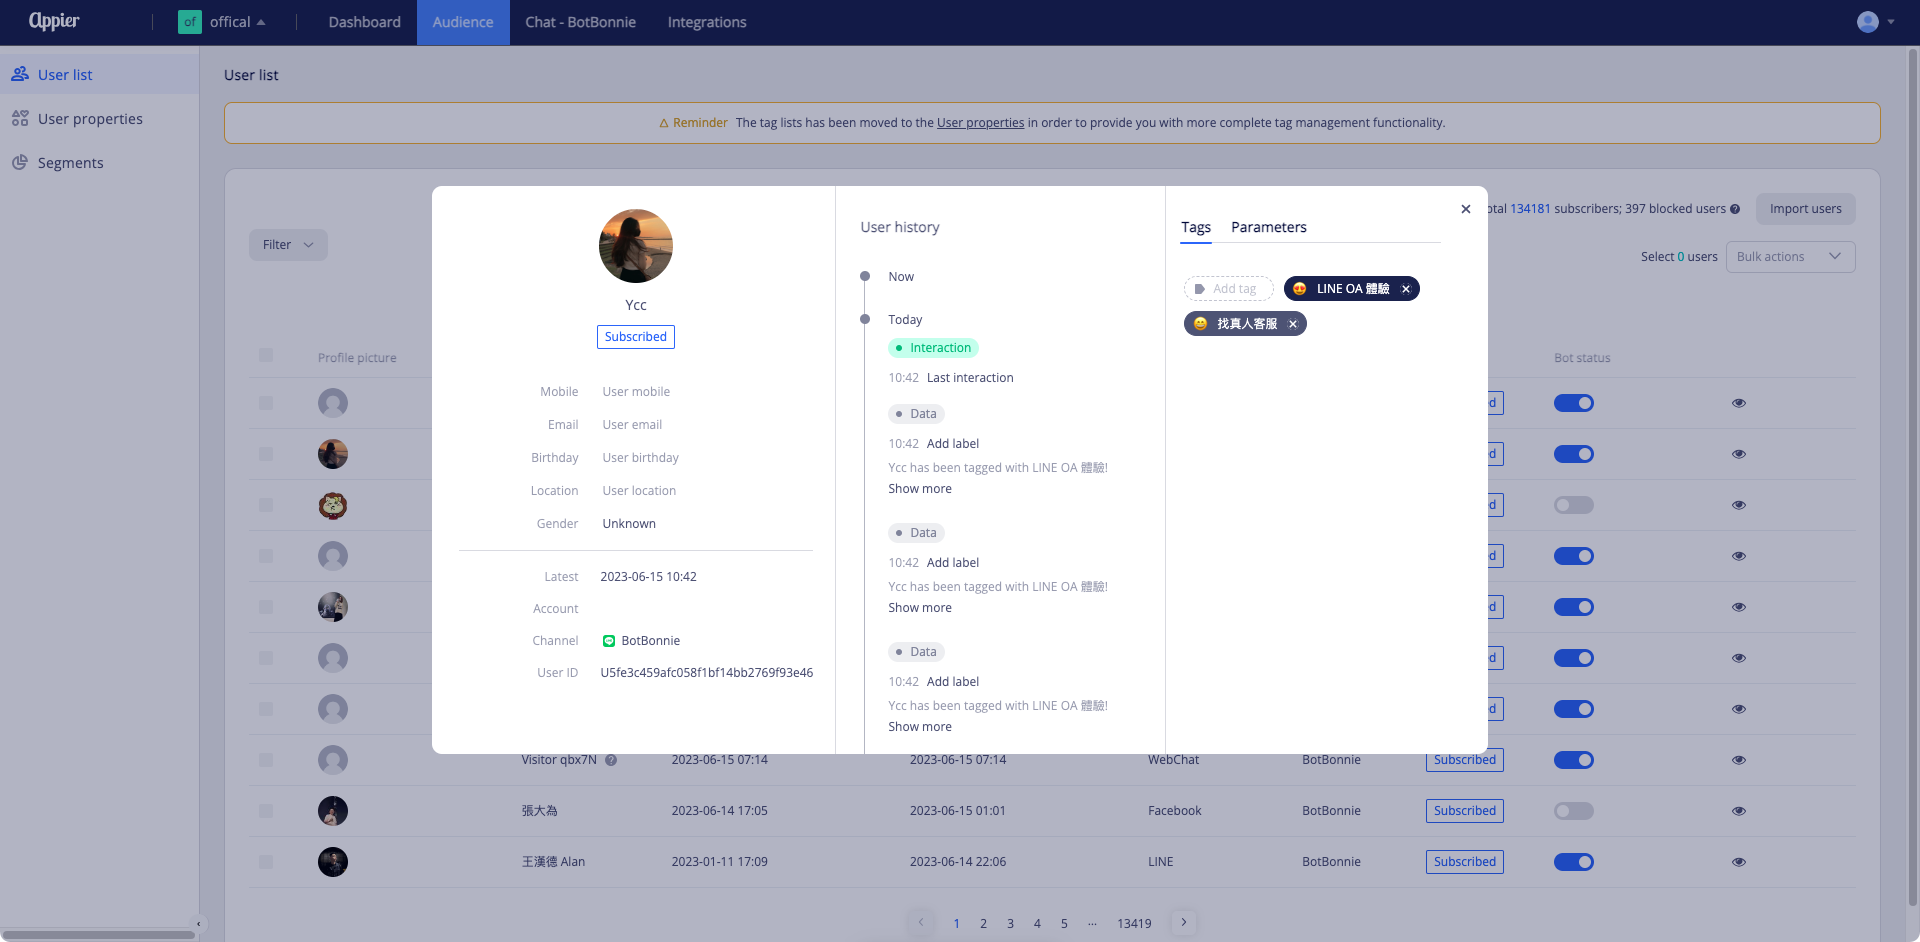 Appier
of offical
Dashboard
Audience
Chat - BotBonnie
Integrations
User list
User properties
Segments
User list
Reminder The tag lists has been moved to the User properties in order to provide you with more complete tag management functionality.
134181 subscribers; 397 blocked users
Import users
Filter
Select 0 users
Bulk actions
Profile picture
Bot status
Ycc
Subscribed
Mobile User mobile
Email User email
Birthday User birthday
Location User location
Gender Unknown
Latest 2023-06-15 10:42
Account
Channel BotBonnie
User ID U5fe3c459afc058f1bf14bb2769f93e46
User history
Now
Today
Interaction
10:42 Last interaction
Data
10:42 Add label
Ycc has been tagged with LINE OA 體驗!
Show more
Data
10:42 Add label
Ycc has been tagged with LINE OA 體驗!
Show more
Data
10:42 Add label
Ycc has been tagged with LINE OA 體驗!
Show more
Tags Parameters
Add tag
LINE OA 體驗
找真人客服
Visitor qbx7N 2023-06-15 07:14 2023-06-15 07:14 WebChat BotBonnie Subscribed
張大為 2023-06-14 17:05 2023-06-15 01:01 Facebook BotBonnie Subscribed
王漢德 Alan 2023-01-11 17:09 2023-06-14 22:06 LINE BotBonnie Subscribed
1 2 3 4 5 ... 13419